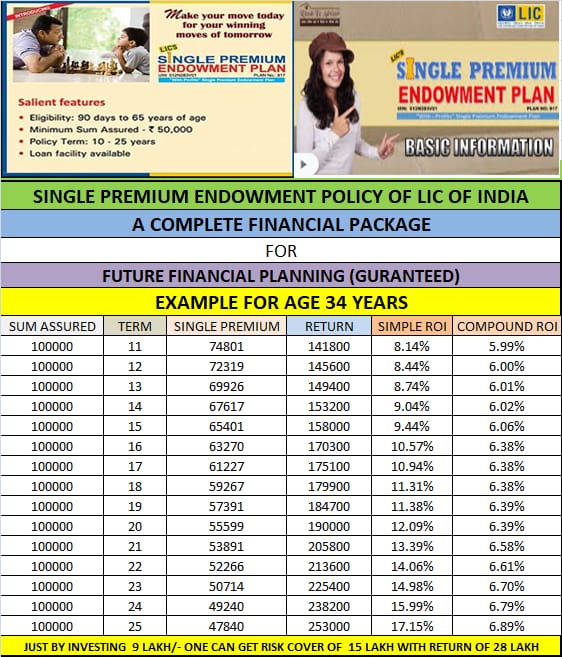 INTRODUCING
Make your move today
for your winning
moves of tomorrow
LIC's
SINGLE PREMIUM
ENDOWMENT PLAN
UIN: 512N283V01 PLAN NO. 817
"With-Profits" Single Premium Endowment Plan
Salient features
• Eligibility: 90 days to 65 years of age
• Minimum Sum Assured - ₹ 50,000
• Policy Term: 10 - 25 years
• Loan facility available
LIC
LIC's
SINGLE PREMIUM
ENDOWMENT PLAN
UIN: 512N283V01 PLAN NO: 817
"With-Profits" Single Premium Endowment Plan
BASIC INFORMATION
SINGLE PREMIUM ENDOWMENT POLICY OF LIC OF INDIA
A COMPLETE FINANCIAL PACKAGE
FOR
FUTURE FINANCIAL PLANNING (GURANTEED)
EXAMPLE FOR AGE 34 YEARS
SUM ASSURED TERM SINGLE PREMIUM RETURN SIMPLE ROI COMPOUND ROI
100000 11 74801 141800 8.14% 5.99%
100000 12 72319 145600 8.44% 6.00%
100000 13 69926 149400 8.74% 6.01%
100000 14 67617 153200 9.04% 6.02%
100000 15 65401 158000 9.44% 6.06%
100000 16 63270 170300 10.57% 6.38%
100000 17 61227 175100 10.94% 6.38%
100000 18 59267 179900 11.31% 6.38%
100000 19 57391 184700 11.38% 6.39%
100000 20 55599 190000 12.09% 6.39%
100000 21 53891 205800 13.39% 6.58%
100000 22 52266 213600 14.06% 6.61%
100000 23 50714 225400 14.98% 6.70%
100000 24 49240 238200 15.99% 6.79%
100000 25 47840 253000 17.15% 6.89%
JUST BY INVESTING 9 LAKH/- ONE CAN GET RISK COVER OF 15 LAKH WITH RETURN OF 28 LAKH